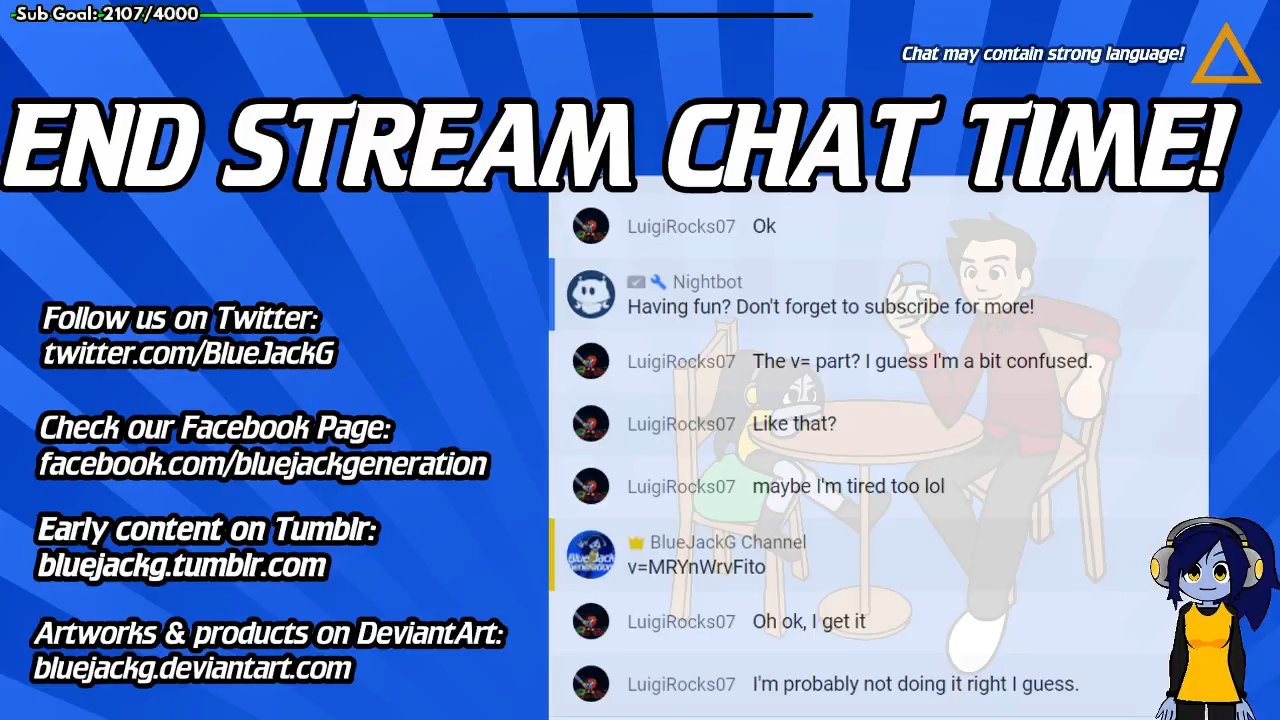 Sub Goal: 2107/4000
Chat may contain strong language!
END STREAM CHAT TIME!
Follow us on Twitter:
twitter.com/BlueJackG
Check our Facebook Page:
facebook.com/bluejackgeneration
Early content on Tumblr:
bluejackg.tumblr.com
Artworks & products on DeviantArt:
bluejackg.deviantart.com
LuigiRocks07 Ok
Nightbot
Having fun? Don't forget to subscribe for more!
LuigiRocks07 The v= part? I guess I'm a bit confused.
LuigiRocks07 Like that?
LuigiRocks07 maybe I'm tired too lol
BlueJackG Channel
v=MRYnWrvFito
LuigiRocks07 Oh ok, I get it
LuigiRocks07 I'm probably not doing it right I guess.